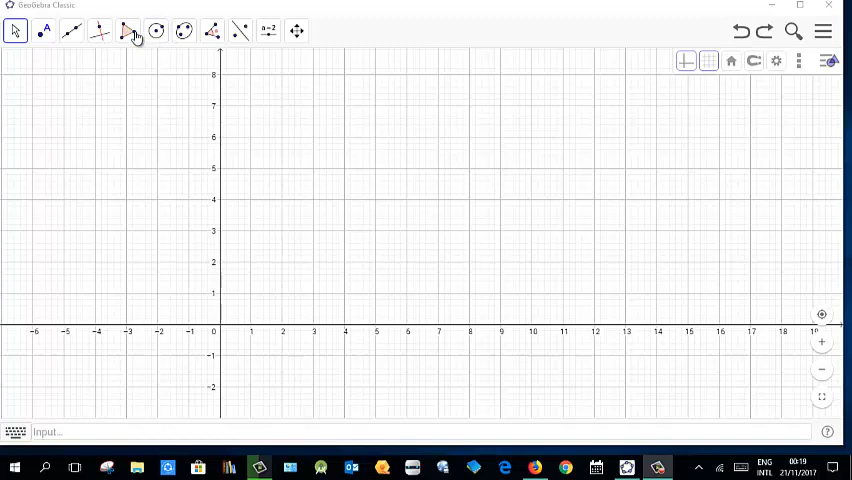 GeoGebra Classic
A
a=2
8
7
6
5
4
3
2
1
-6 -5 -4 -3 -2 -1 0 1 2 3 4 5 6 7 8 9 10 11 12 13 14 15 16 17 18 19
-1
-2
Input...
ENG 00:19
INTL 21/11/2017